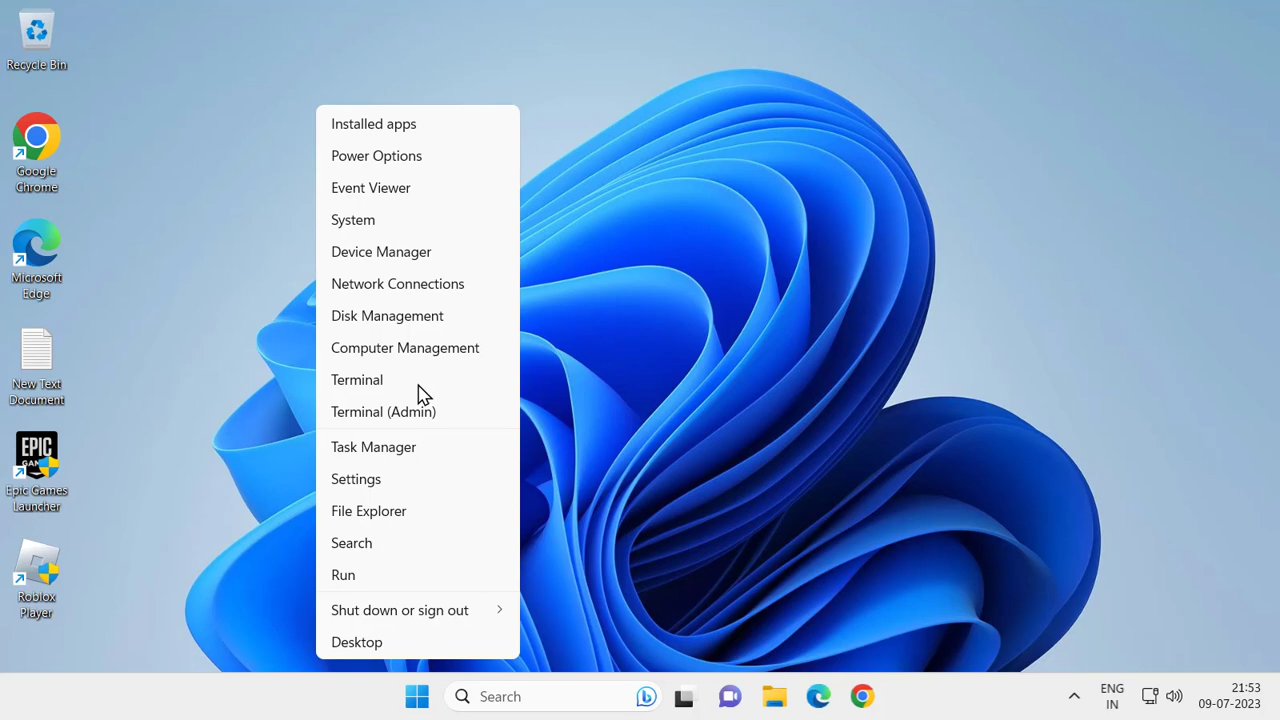 Recycle Bin
Google
Chrome
Microsoft
Edge
New Text
Document
EPIC
Epic Games
Launcher
Roblox
Player
Installed apps
Power Options
Event Viewer
System
Device Manager
Network Connections
Disk Management
Computer Management
Terminal
Terminal (Admin)
Task Manager
Settings
File Explorer
Search
Run
Shut down or sign out
Desktop
Search
ENG
IN
21:53
09-07-2023